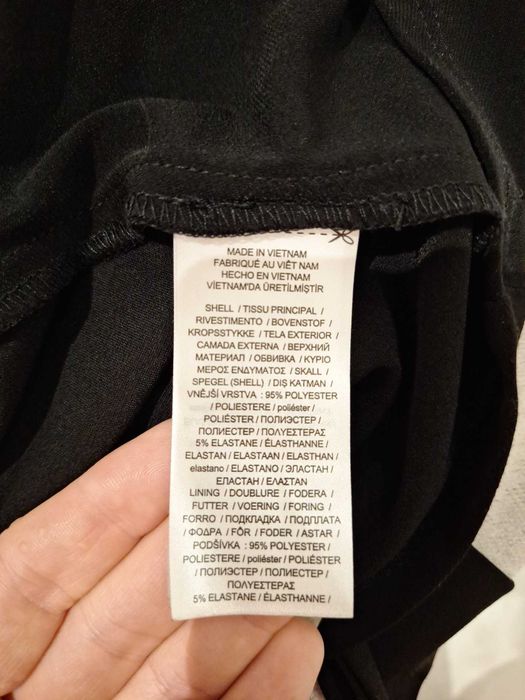 MADE IN VIETNAM
FABRIQUÉ AU VIÊT NAM
HECHO EN VIETNAM
VİETNAM'DA ÜRETİLMİŞTİR
SHELL / TISSU PRINCIPAL /
RIVESTIMENTO / BOVENSTOF /
KROPSSTYKKE / TELA EXTERIOR /
CAMADA EXTERNA / ВЕРХНИЙ
МАТЕРИАЛ / ОБВИВКА / ΚΥΡΙΟ
ΜΕΡΟΣ ΕΝΔΥΜΑΤΟΣ / SKALL /
SPEGEL (SHELL) / DIŞ KATMAN /
VNĚJŠÍ VRSTVA : 95% POLYESTER
/ POLIESTERE / poliéster /
POLIÉSTER / ПОЛИЭСТЕР /
ПОЛИЕСТЕР / ΠΟΛΥΕΣΤΕΡΑΣ
5% ELASTANE / ÉLASTHANNE /
ELASTAN / ELASTAAN / ELASTHAN /
elastano / ELASTANO / ЭЛАСТАН /
ЕЛАСТАН / ΕΛΑΣΤΑΝ
LINING / DOUBLURE / FODERA /
FUTTER / VOERING / FORING /
FORRO / ПОДКЛАДКА / ПОДПЛАТА
/ ΦΟΔΡΑ / FÔR / FODER / ASTAR /
PODŠÍVKA : 95% POLYESTER /
POLIESTERE / poliéster / POLIÉSTER
/ ПОЛИЭСТЕР / ПОЛИЕСТЕР /
ΠΟΛΥΕΣΤΕΡΑΣ
5% ELASTANE / ÉLASTHANNE /